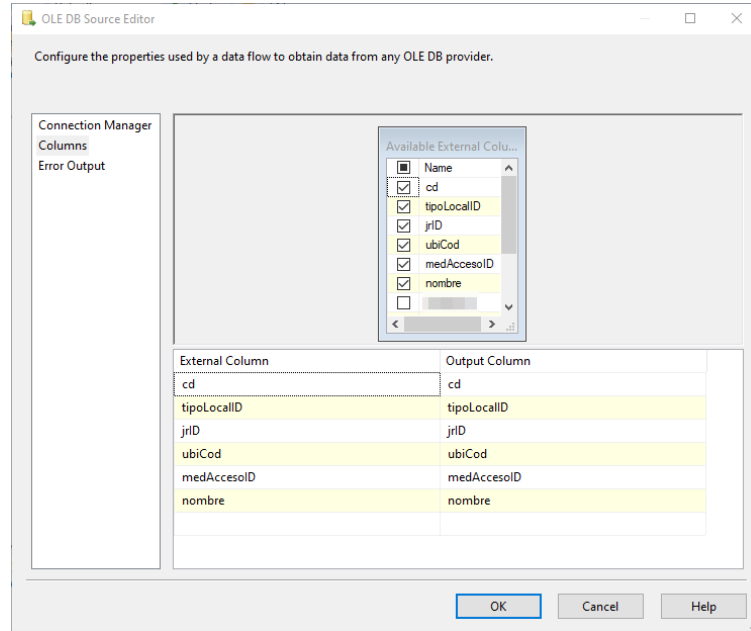 OLE DB Source Editor
Configure the properties used by a data flow to obtain data from any OLE DB provider.
Connection Manager
Columns
Error Output
Available External Colu...
Name
cd
tipoLocalID
jrID
ubiCod
medAccesoID
nombre
External Column Output Column
cd cd
tipoLocalID tipoLocalID
jrID jrID
ubiCod ubiCod
medAccesoID medAccesoID
nombre nombre
OK Cancel Help